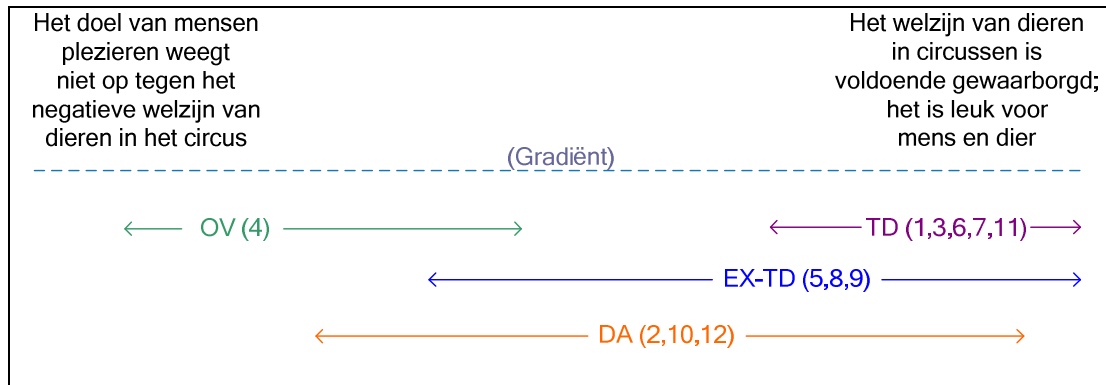 Het doel van mensen
plezieren weegt
niet op tegen het
negatieve welzijn van
dieren in het circus
Het welzijn van dieren
in circussen is
voldoende gewaarborgd;
het is leuk voor
mens en dier
(Gradiënt)
OV (4)
TD (1,3,6,7,11)
EX-TD (5,8,9)
DA (2,10,12)